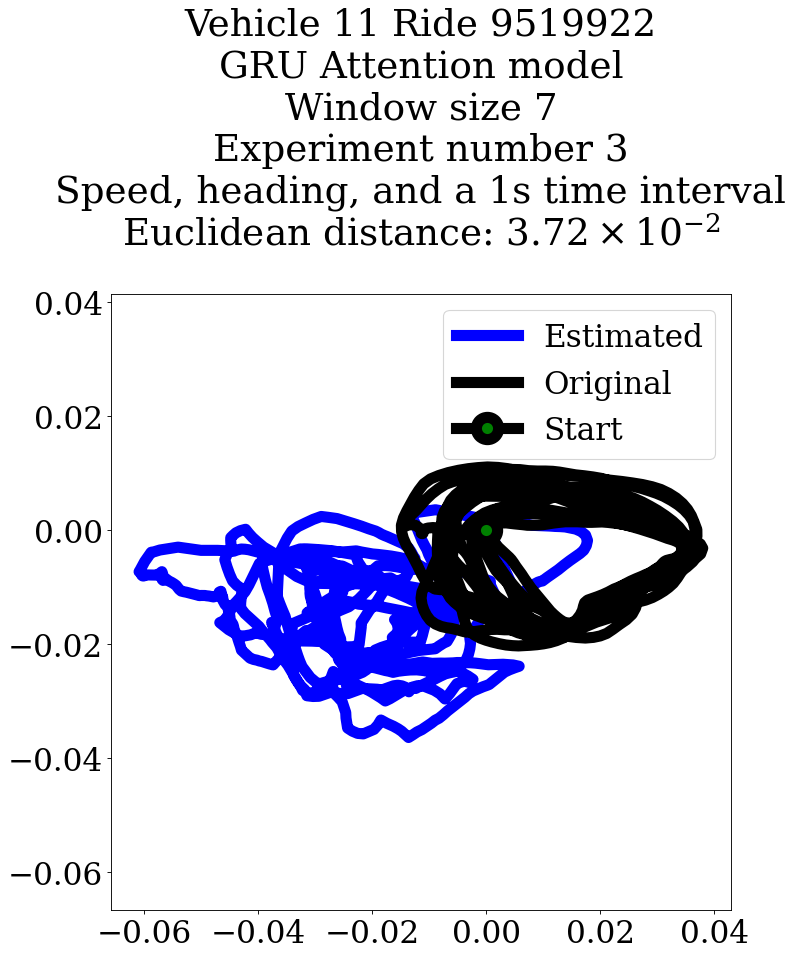 Vehicle 11 Ride 9519922
GRU Attention model
Window size 7
Experiment number 3
Speed, heading, and a 1s time interval
Euclidean distance: 3.72 × 10⁻²
0.04
Estimated
Original
0.02
Start
0.00
−0.02
−0.04
−0.06
−0.06 −0.04 −0.02 0.00 0.02 0.04